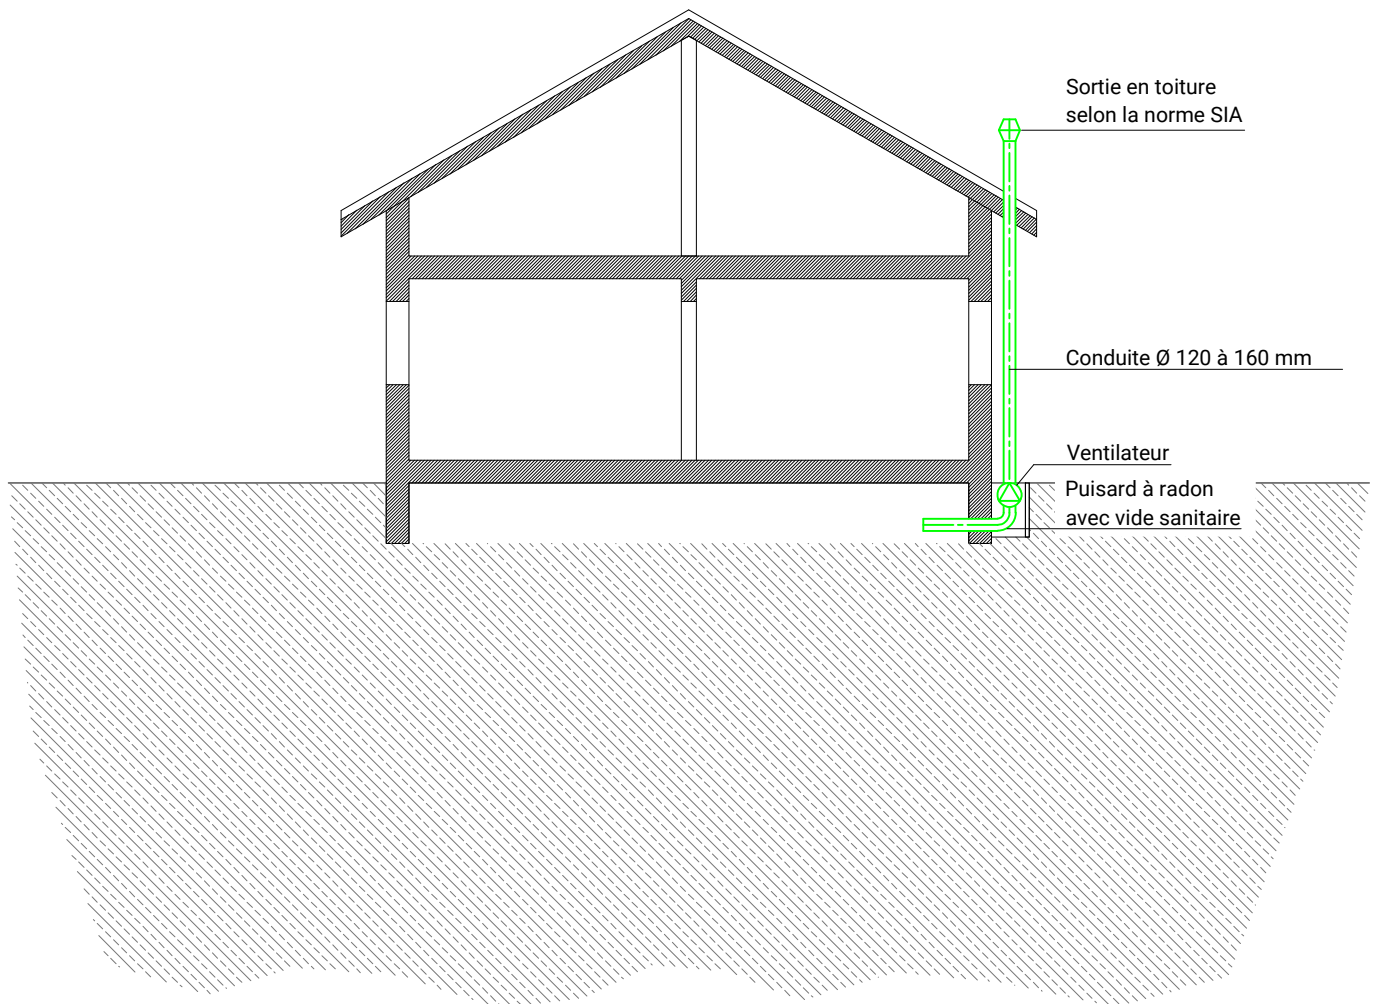 Sortie en toiture
selon la norme SIA
Conduite Ø 120 à 160 mm
Ventilateur
Puisard à radon
avec vide sanitaire